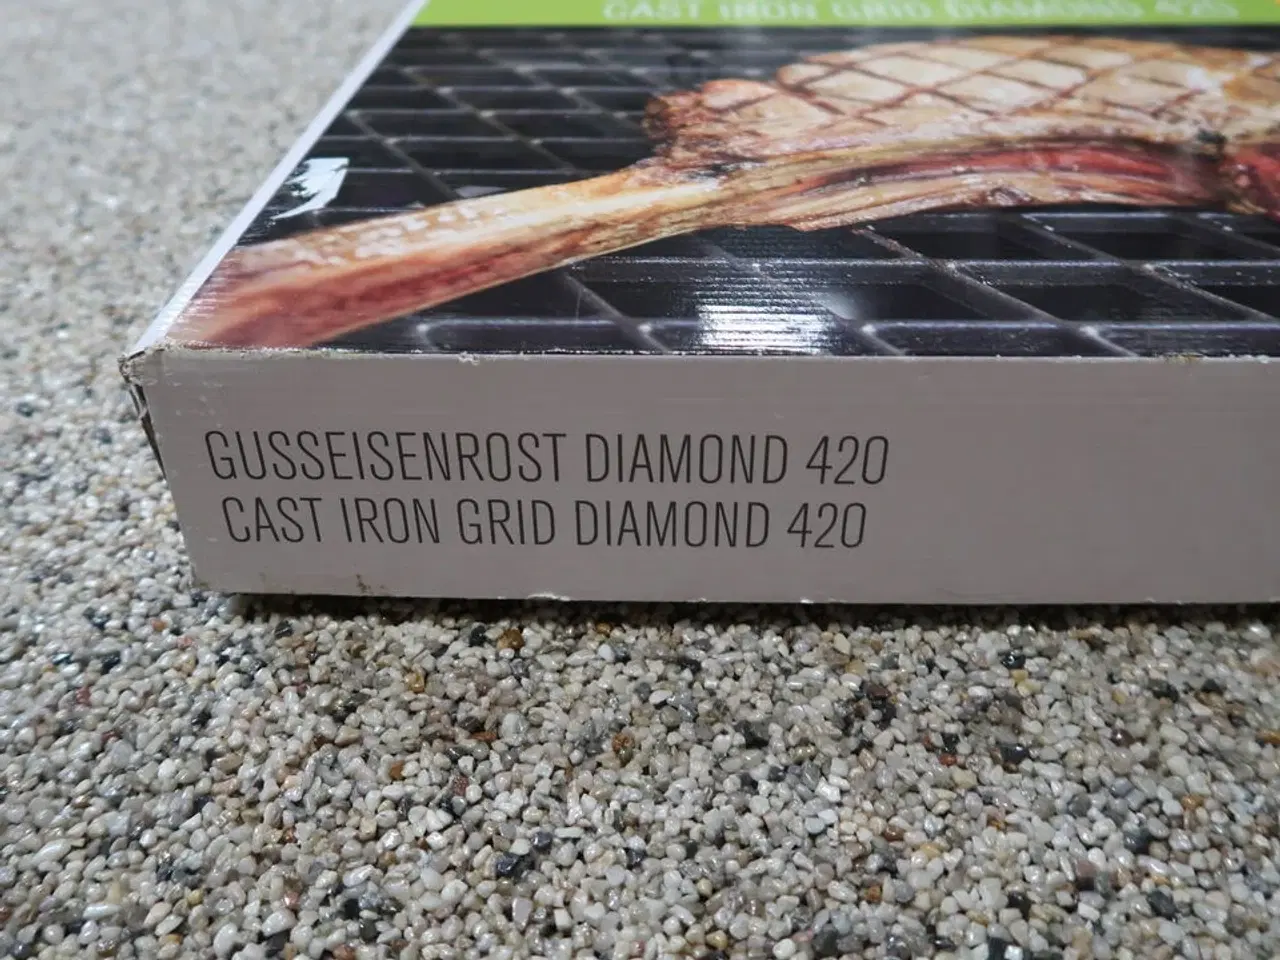 CAST IRON GRID DIAMOND 420
GUSSEISENROST DIAMOND 420
CAST IRON GRID DIAMOND 420